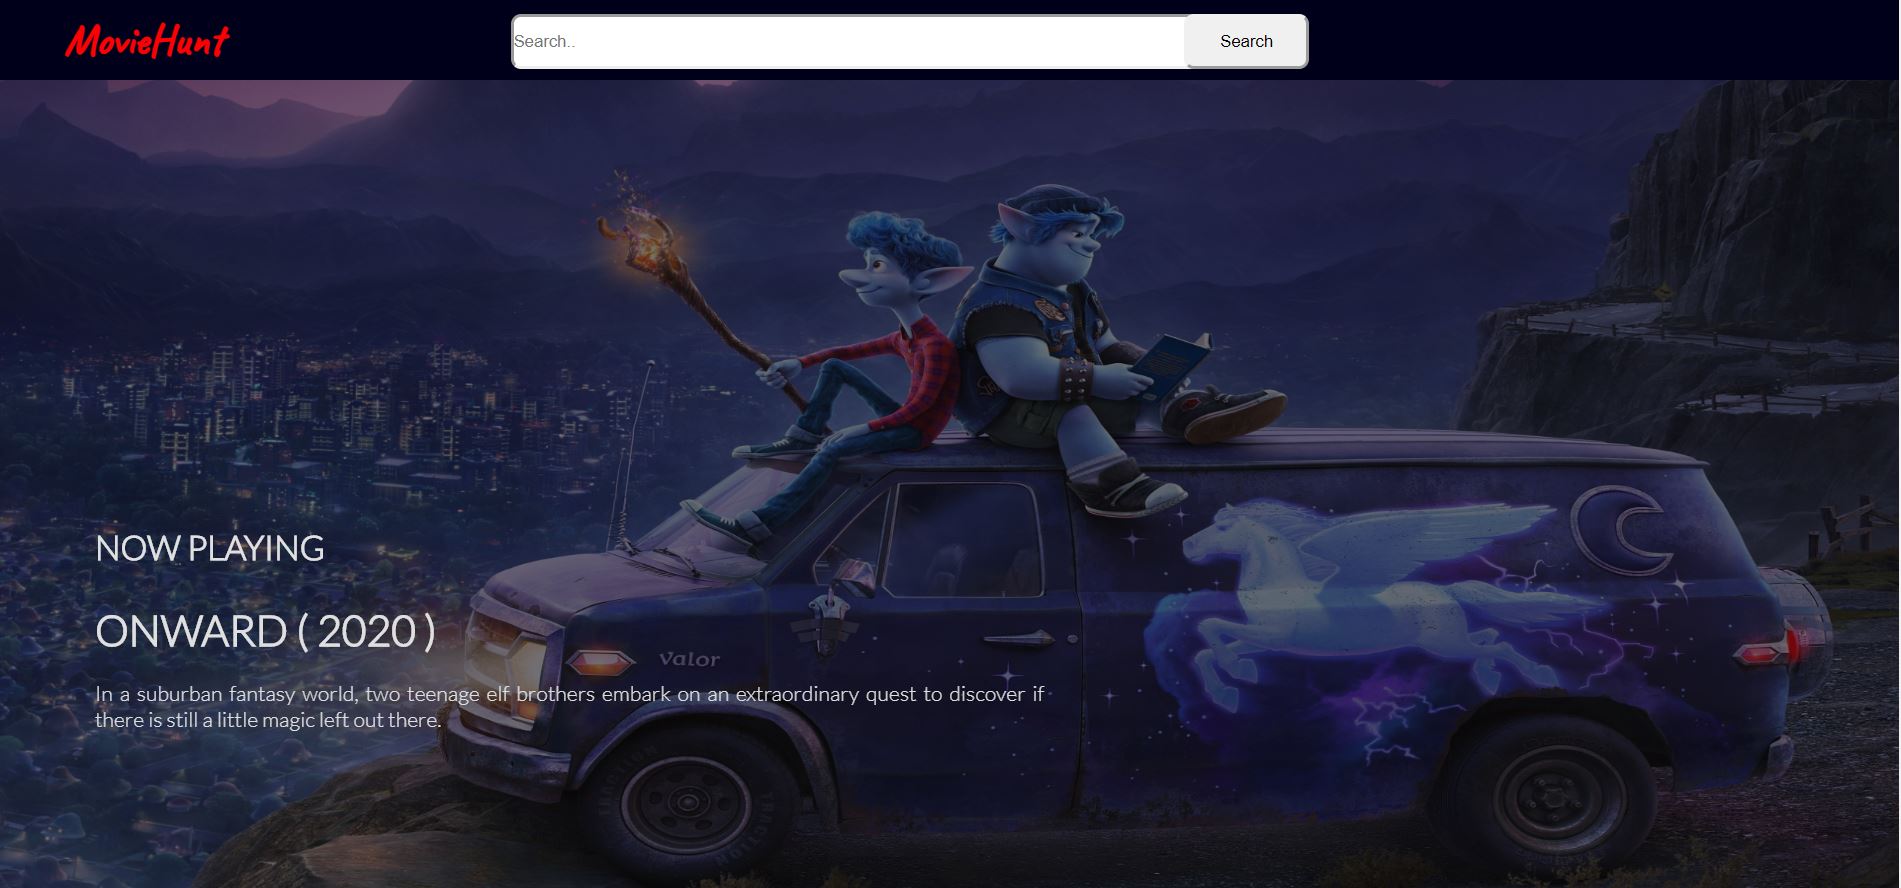 MovieHunt
Search..
Search
NOW PLAYING
ONWARD ( 2020 )
Valor
In a suburban fantasy world, two teenage elf brothers embark on an extraordinary quest to discover if
there is still a little magic left out there.
TRACTION